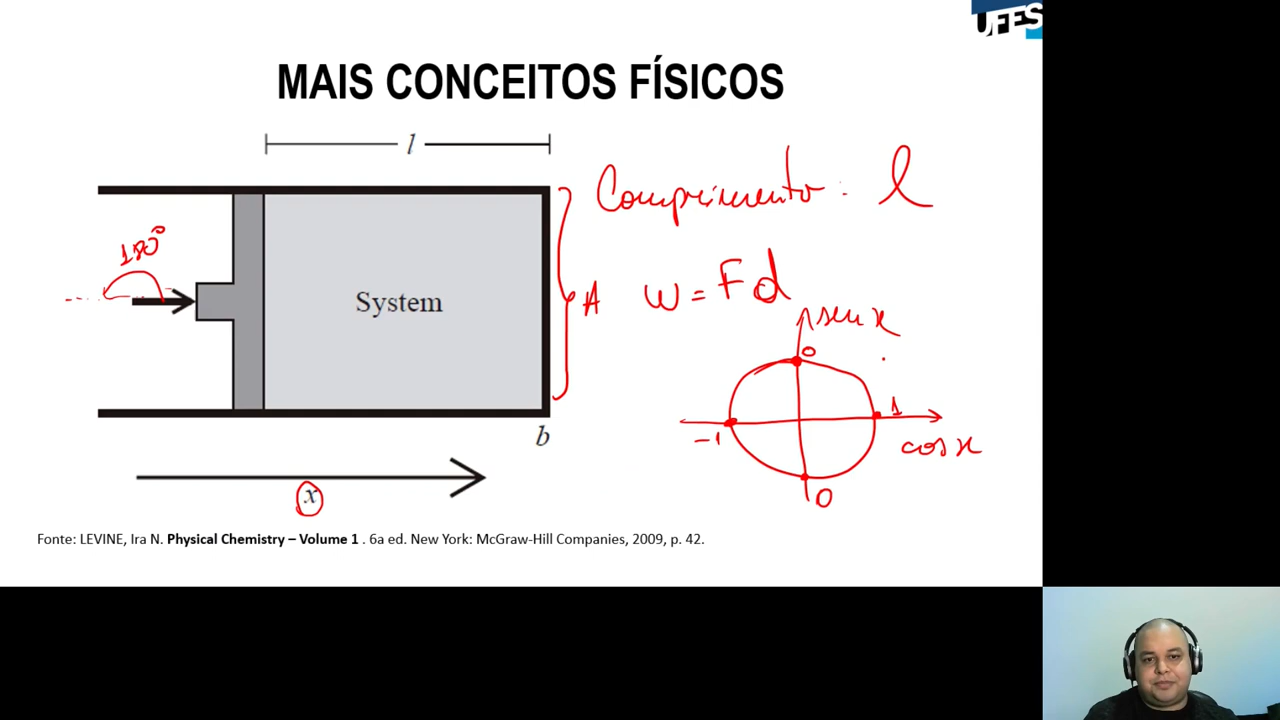 UFES
MAIS CONCEITOS FÍSICOS
l
Comprimento: l
180°
System
A
w = Fd
sen x
0
1
-1
cos x
0
b
x
Fonte: LEVINE, Ira N. Physical Chemistry – Volume 1 . 6a ed. New York: McGraw-Hill Companies, 2009, p. 42.